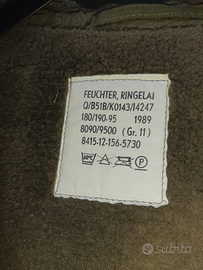 FEUCHTER, RINGELAI
Q/B51B/K0143/14247
180/190-95 1989
8090/9500 (Gr. 11)
8415-12-156-5730
P
subito